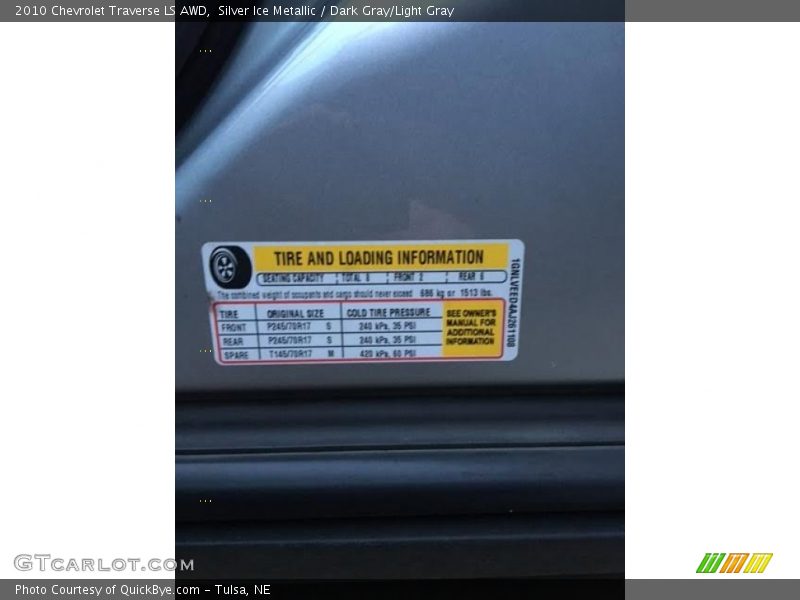 2010 Chevrolet Traverse LS AWD, Silver Ice Metallic / Dark Gray/Light Gray
TIRE AND LOADING INFORMATION
SEATING CAPACITY TOTAL 8 FRONT 2 REAR 6
The combined weight of occupants and cargo should never exceed 686 kg or 1513 lbs.
TIRE ORIGINAL SIZE COLD TIRE PRESSURE
FRONT P245/70R17 S 240 kPa, 35 PSI
REAR P245/70R17 S 240 kPa, 35 PSI
SPARE T145/70R17 M 420 kPa, 60 PSI
SEE OWNER'S
MANUAL FOR
ADDITIONAL
INFORMATION
1GNLVEED4AJ261108
GTcarlot.com
Photo Courtesy of QuickBye.com - Tulsa, NE